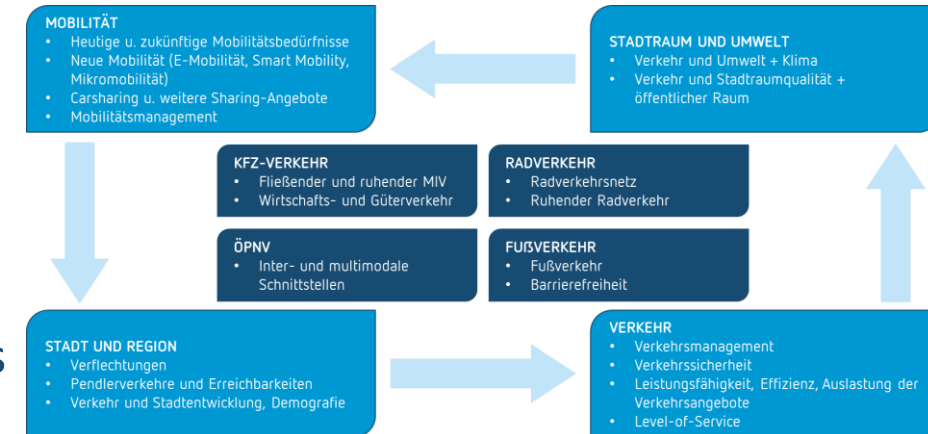 MOBILITÄT
• Heutige u. zukünftige Mobilitätsbedürfnisse
• Neue Mobilität (E-Mobilität, Smart Mobility,
Mikromobilität)
• Carsharing u. weitere Sharing-Angebote
• Mobilitätsmanagement
STADTRAUM UND UMWELT
• Verkehr und Umwelt + Klima
• Verkehr und Stadtraumqualität +
öffentlicher Raum
KFZ-VERKEHR
• Fließender und ruhender MIV
• Wirtschafts- und Güterverkehr
RADVERKEHR
• Radverkehrsnetz
• Ruhender Radverkehr
ÖPNV
• Inter- und multimodale
Schnittstellen
FUẞVERKEHR
• Fußverkehr
• Barrierefreiheit
s
STADT UND REGION
• Verflechtungen
• Pendlerverkehre und Erreichbarkeiten
• Verkehr und Stadtentwicklung, Demografie
VERKEHR
• Verkehrsmanagement
• Verkehrssicherheit
• Leistungsfähigkeit, Effizienz, Auslastung der
Verkehrsangebote
• Level-of-Service